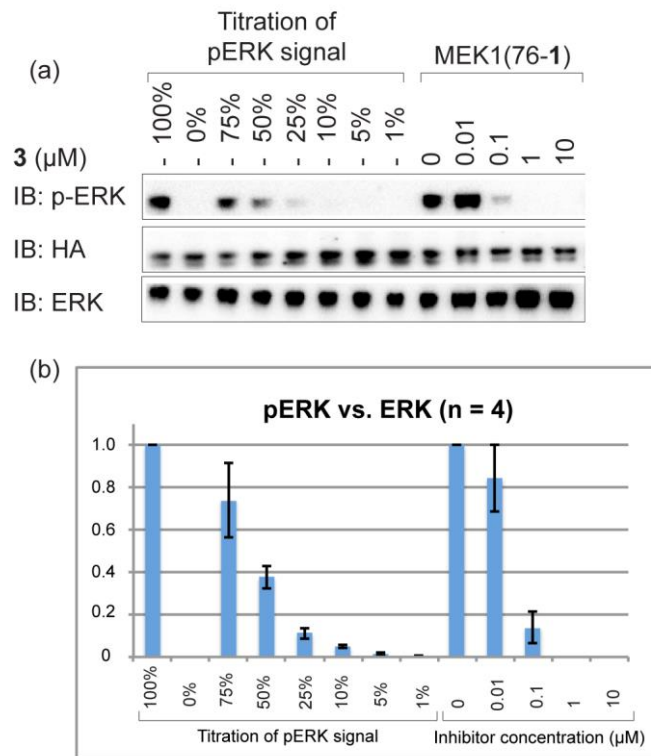 (a)
Titration of
pERK signal
MEK1(76-1)
100% 0% 75% 50% 25% 10% 5% 1% 0 0.01 0.1 1 10
3 (μM) - - - - - - - -
IB: p-ERK
IB: HA
IB: ERK
(b)
pERK vs. ERK (n = 4)
1.0
0.8
0.6
0.4
0.2
0
100% 0% 75% 50% 25% 10% 5% 1% 0 0.01 0.1 1 10
Titration of pERK signal Inhibitor concentration (μM)